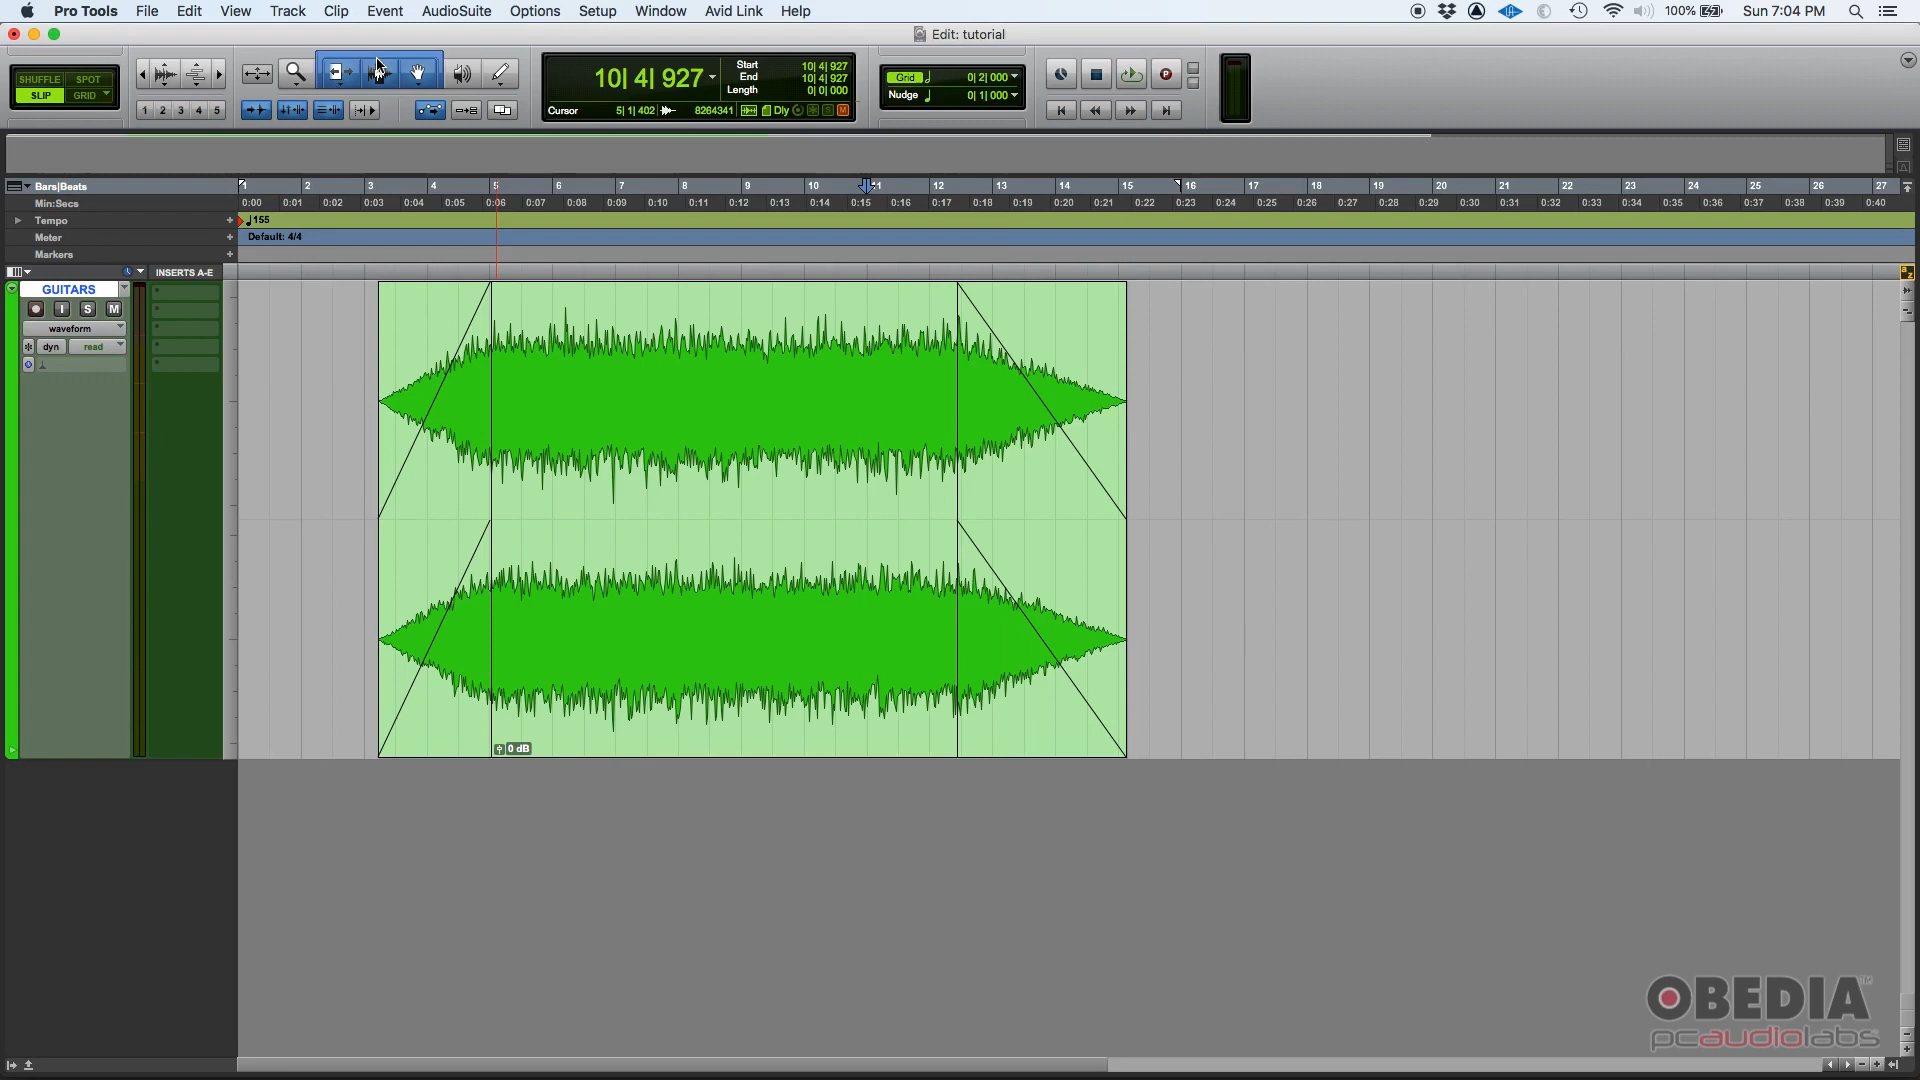 Pro Tools File Edit View Track Clip Event AudioSuite Options Setup Window Avid Link Help 100% Sun 7:04 PM
Edit: tutorial
SHUFFLE SPOT
SLIP GRID
1 2 3 4 5
10| 4| 927
Start 10| 4| 927
End 10| 4| 927
Length 0| 0| 000
Cursor 5| 1| 402 8264341 Dly
Grid 0| 2| 000
Nudge 0| 1| 000
Bars|Beats 1 2 3 4 5 6 7 8 9 10 11 12 13 14 15 16 17 18 19 20 21 22 23 24 25 26 27
Min:Secs 0:00 0:01 0:02 0:03 0:04 0:05 0:06 0:07 0:08 0:09 0:10 0:11 0:12 0:13 0:14 0:15 0:16 0:17 0:18 0:19 0:20 0:21 0:22 0:23 0:24 0:25 0:26 0:27 0:28 0:29 0:30 0:31 0:32 0:33 0:34 0:35 0:36 0:37 0:38 0:39 0:40
Tempo 155
Meter Default: 4/4
Markers
INSERTS A-E
GUITARS
I S M
waveform
dyn read
0 dB
OBEDIA™
pcaudiolabs